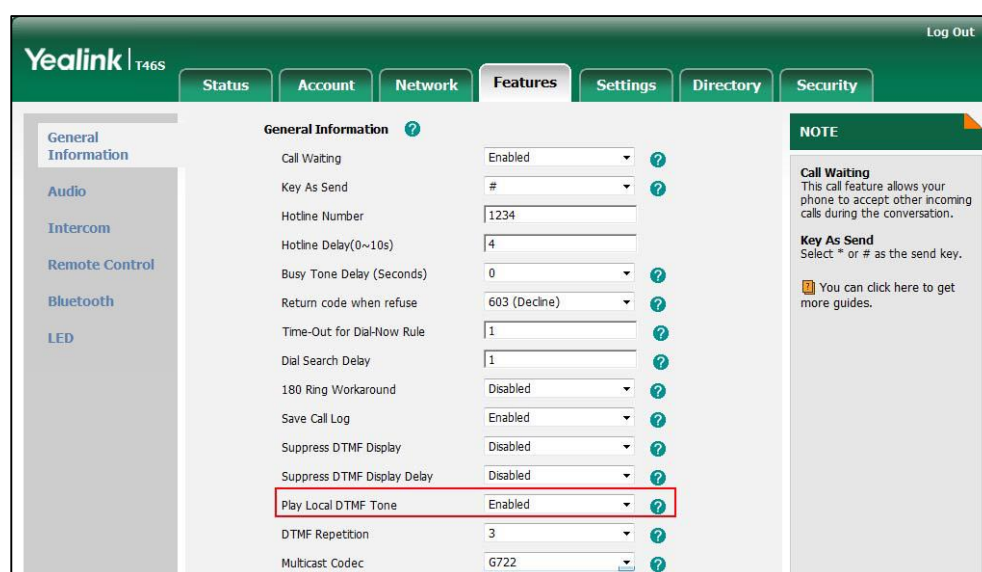 Log Out
Yealink | T46S
Status Account Network Features Settings Directory Security
General
Information
Audio
Intercom
Remote Control
Bluetooth
LED
General Information ?
Call Waiting Enabled ?
Key As Send # ?
Hotline Number 1234
Hotline Delay(0~10s) 4
Busy Tone Delay (Seconds) 0 ?
Return code when refuse 603 (Decline) ?
Time-Out for Dial-Now Rule 1 ?
Dial Search Delay 1 ?
180 Ring Workaround Disabled ?
Save Call Log Enabled ?
Suppress DTMF Display Disabled ?
Suppress DTMF Display Delay Disabled ?
Play Local DTMF Tone Enabled ?
DTMF Repetition 3 ?
Multicast Codec G722 ?
NOTE
Call Waiting
This call feature allows your
phone to accept other incoming
calls during the conversation.
Key As Send
Select * or # as the send key.
? You can click here to get
more guides.